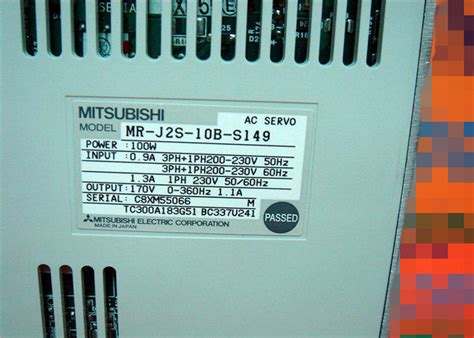 MITSUBISHI AC SERVO
MODEL MR-J2S-10B-S149
POWER :100W
INPUT :0.9A 3PH+1PH200-230V 50Hz
3PH+1PH200-230V 60Hz
1.3A 1PH 230V 50/60Hz
OUTPUT:170V 0-360Hz 1.1A
SERIAL: C8XM55066 M
TC300A183G51 BC337U241
MITSUBISHI ELECTRIC CORPORATION
MADE IN JAPAN
PASSED